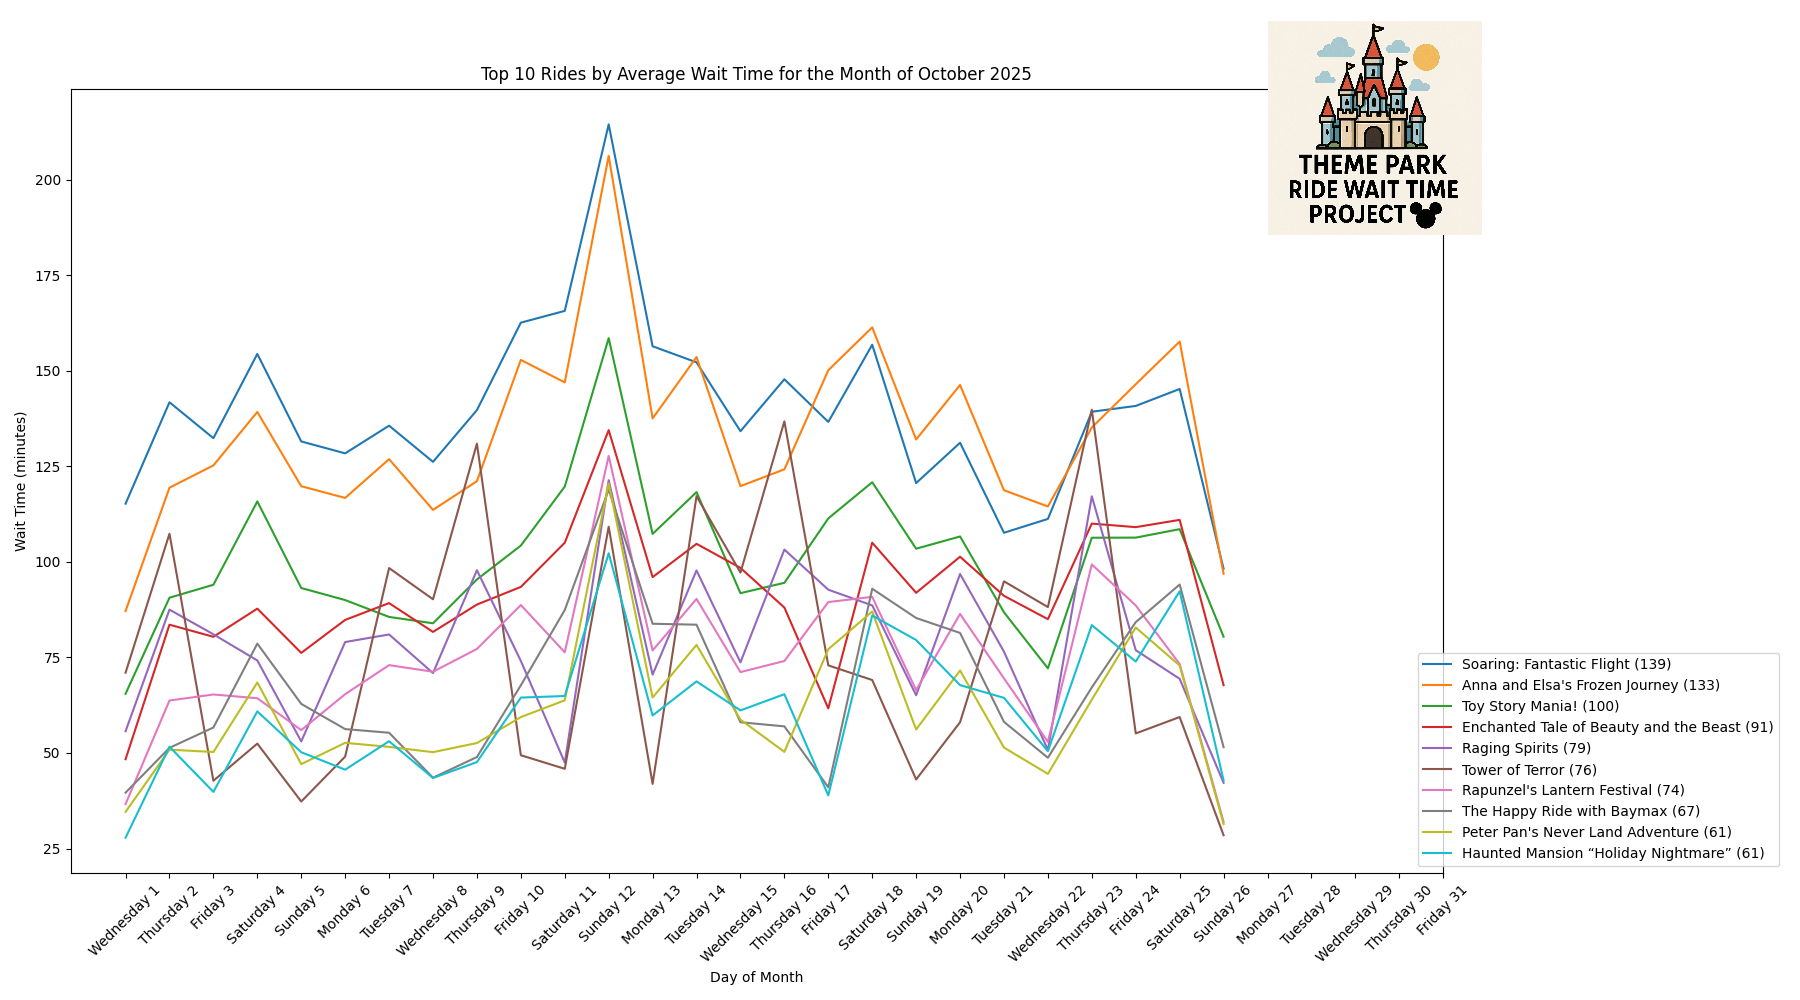 Top 10 Rides by Average Wait Time for the Month of October 2025
THEME PARK
RIDE WAIT TIME
PROJECT
Wait Time (minutes)
200
175
150
125
100
75
50
25
Soaring: Fantastic Flight (139)
Anna and Elsa's Frozen Journey (133)
Toy Story Mania! (100)
Enchanted Tale of Beauty and the Beast (91)
Raging Spirits (79)
Tower of Terror (76)
Rapunzel's Lantern Festival (74)
The Happy Ride with Baymax (67)
Peter Pan's Never Land Adventure (61)
Haunted Mansion “Holiday Nightmare” (61)
Wednesday 1
Thursday 2
Friday 3
Saturday 4
Sunday 5
Monday 6
Tuesday 7
Wednesday 8
Thursday 9
Friday 10
Saturday 11
Sunday 12
Monday 13
Tuesday 14
Wednesday 15
Thursday 16
Friday 17
Saturday 18
Sunday 19
Monday 20
Tuesday 21
Wednesday 22
Thursday 23
Friday 24
Saturday 25
Sunday 26
Monday 27
Tuesday 28
Wednesday 29
Thursday 30
Friday 31
Day of Month